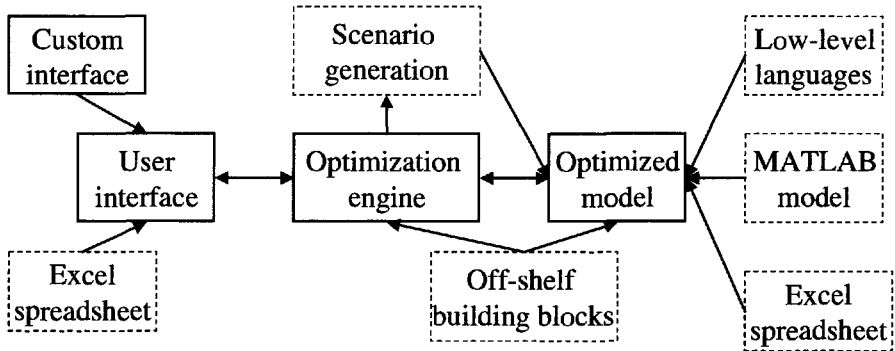 Custom
interface
Scenario
generation
Low-level
languages
User
interface
Optimization
engine
Optimized
model
MATLAB
model
Excel
spreadsheet
Off-shelf
building blocks
Excel
spreadsheet